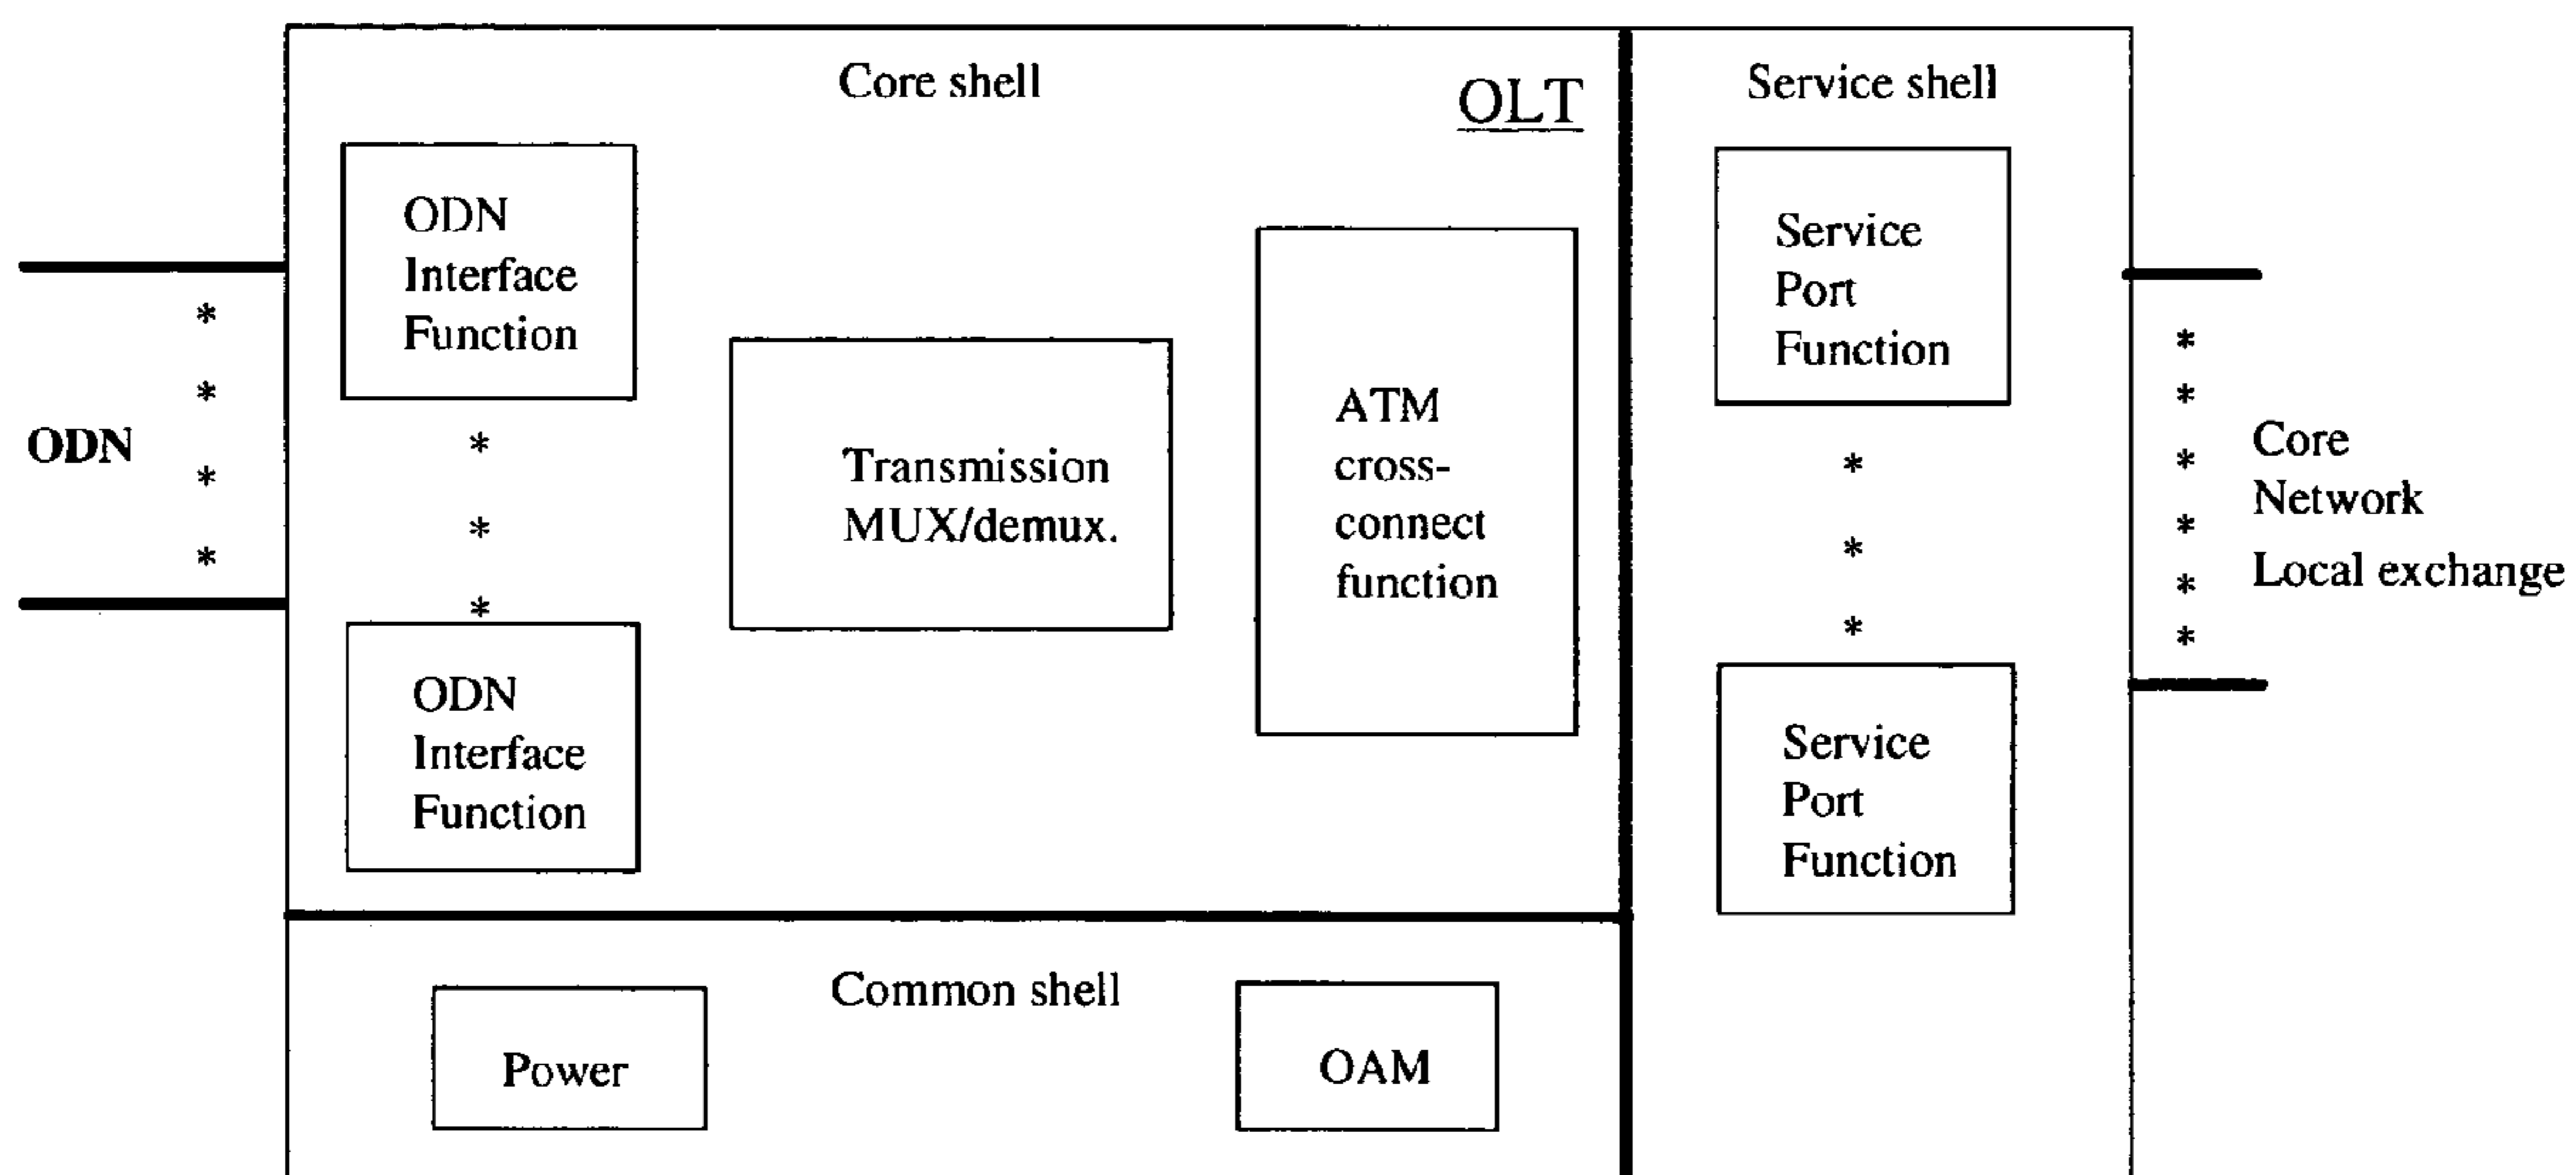 Core shell
OLT
Service shell
ODN
Interface
Function
Service
Port
Function
*
*
*
*
ODN
*
*
*
Transmission
MUX/demux.
ATM
cross-
connect
function
*
*
*
*
*
*
*
*
*
Core
Network
Local exchange
ODN
Interface
Function
Service
Port
Function
Common shell
Power
OAM